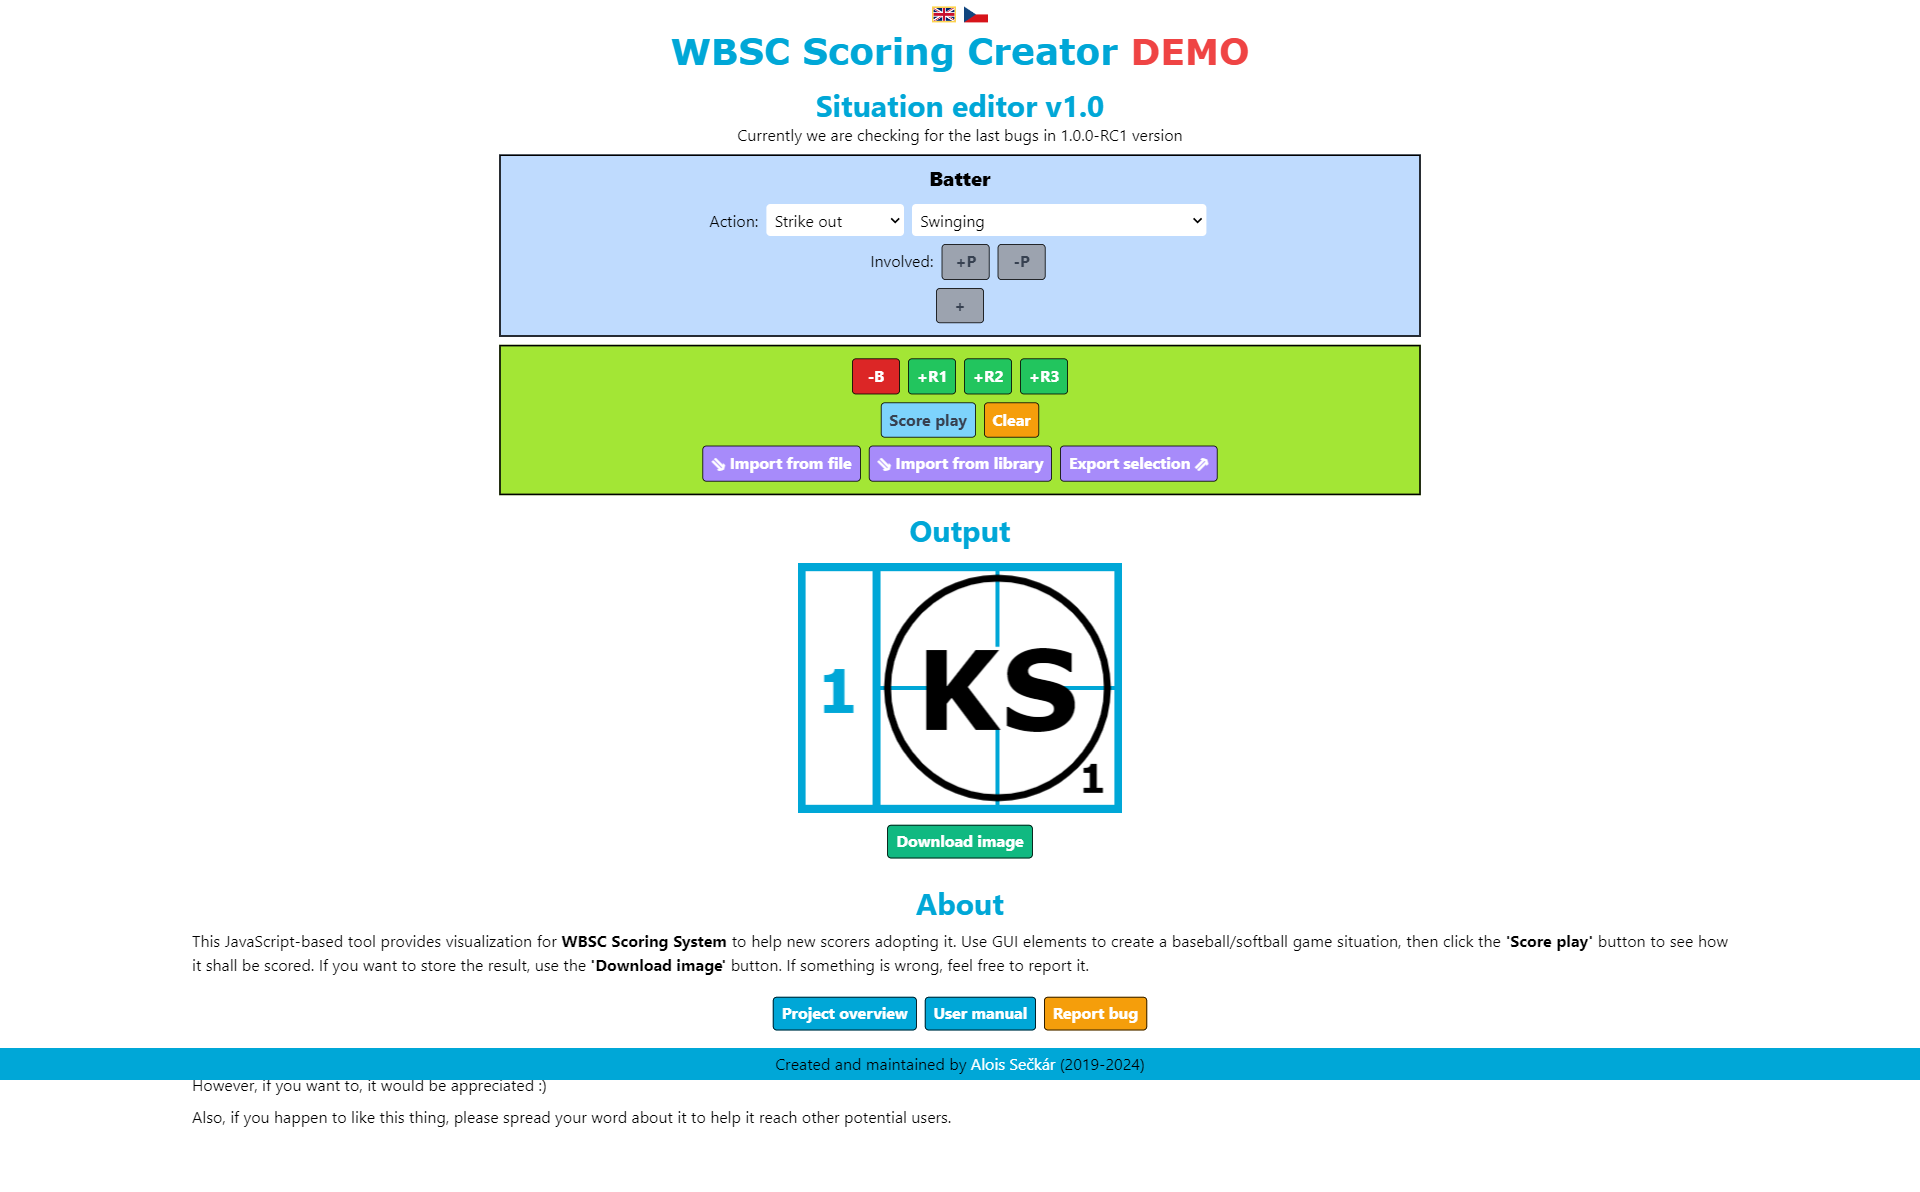 WBSC Scoring Creator DEMO
Situation editor v1.0
Currently we are checking for the last bugs in 1.0.0-RC1 version
Batter
Action: Strike out Swinging
Involved: +P -P
+
-B +R1 +R2 +R3
Score play Clear
⇘ Import from file ⇘ Import from library Export selection ⇗
Output
1 KS 1
Download image
About
This JavaScript-based tool provides visualization for WBSC Scoring System to help new scorers adopting it. Use GUI elements to create a baseball/softball game situation, then click the 'Score play' button to see how
it shall be scored. If you want to store the result, use the 'Download image' button. If something is wrong, feel free to report it.
Project overview User manual Report bug
Created and maintained by Alois Sečkár (2019-2024)
However, if you want to, it would be appreciated :)
Also, if you happen to like this thing, please spread your word about it to help it reach other potential users.